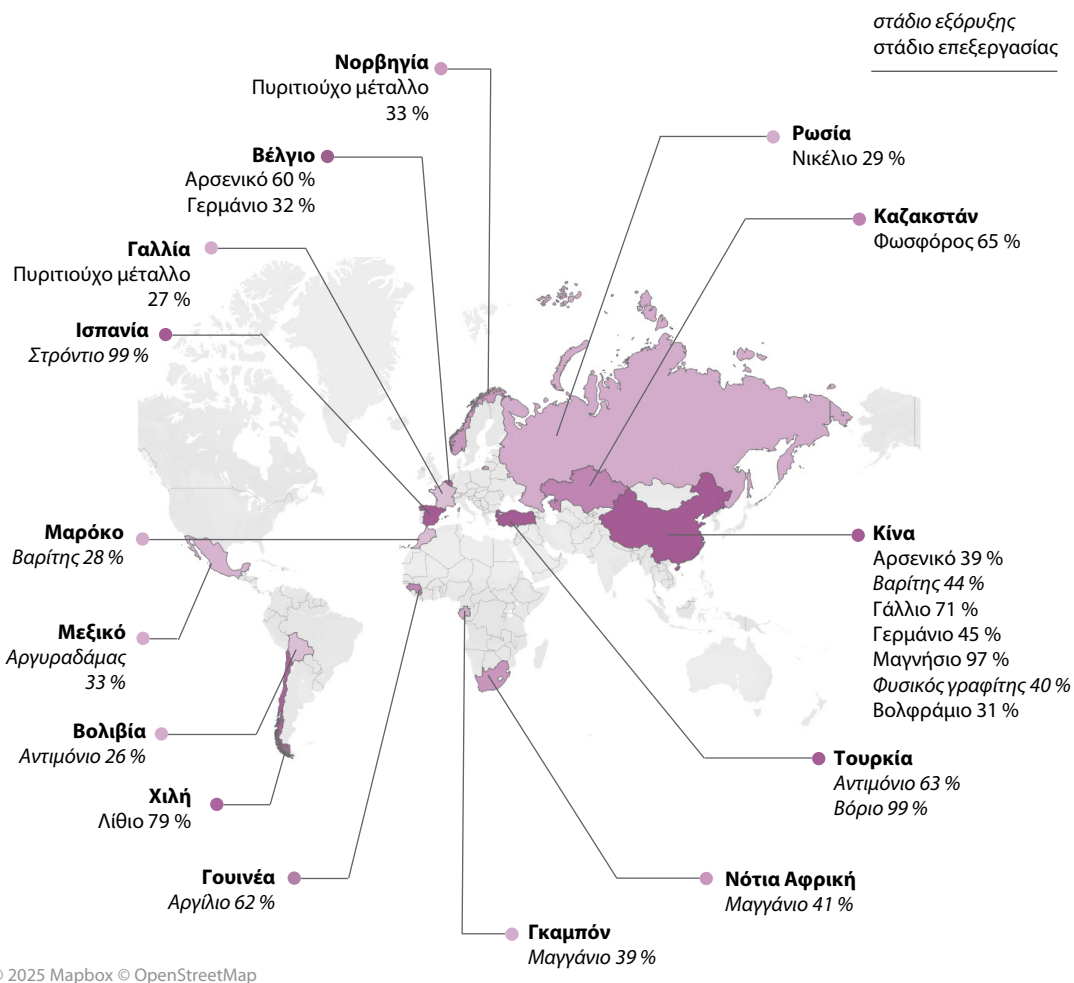 στάδιο εξόρυξης
στάδιο επεξεργασίας
Νορβηγία
Πυριτιούχο μέταλλο
33 %
Βέλγιο
Αρσενικό 60 %
Γερμάνιο 32 %
Γαλλία
Πυριτιούχο μέταλλο
27 %
Ισπανία
Στρόντιο 99 %
Μαρόκο
Βαρίτης 28 %
Μεξικό
Αργυραδάμας
33 %
Βολιβία
Αντιμόνιο 26 %
Χιλή
Λίθιο 79 %
Γουινέα
Αργίλιο 62 %
Γκαμπόν
Μαγγάνιο 39 %
Νότια Αφρική
Μαγγάνιο 41 %
Τουρκία
Αντιμόνιο 63 %
Βόριο 99 %
Κίνα
Αρσενικό 39 %
Βαρίτης 44 %
Γάλλιο 71 %
Γερμάνιο 45 %
Μαγνήσιο 97 %
Φυσικός γραφίτης 40 %
Βολφράμιο 31 %
Καζακστάν
Φωσφόρος 65 %
Ρωσία
Νικέλιο 29 %
© 2025 Mapbox © OpenStreetMap